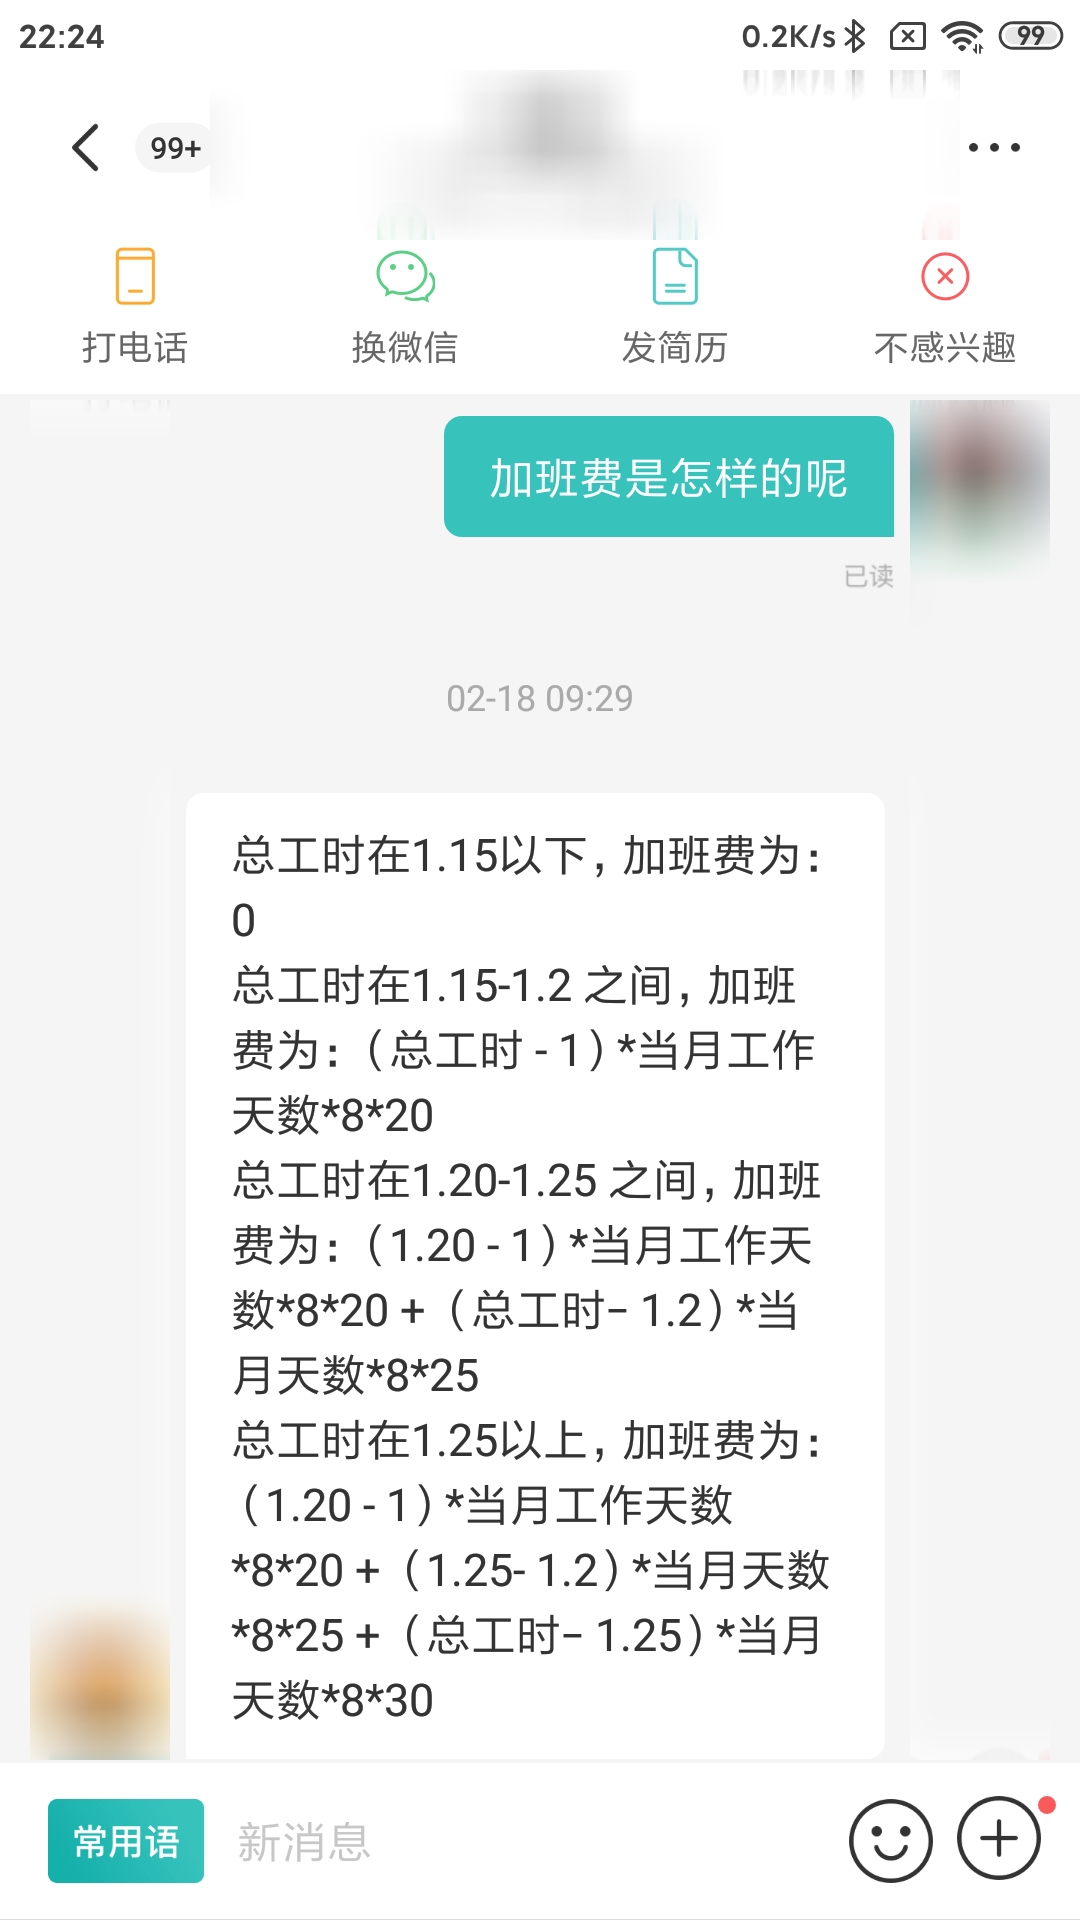 22:24 0.2K/s 99
99+
打电话 换微信 发简历 不感兴趣
加班费是怎样的呢
已读
02-18 09:29
总工时在1.15以下，加班费为：
0
总工时在1.15-1.2 之间，加班
费为：（总工时 - 1）*当月工作
天数*8*20
总工时在1.20-1.25 之间，加班
费为：（1.20 - 1）*当月工作天
数*8*20 +（总工时– 1.2）*当
月天数*8*25
总工时在1.25以上，加班费为：
（1.20 - 1）*当月工作天数
*8*20 +（1.25- 1.2）*当月天数
*8*25 +（总工时– 1.25）*当月
天数*8*30
常用语 新消息